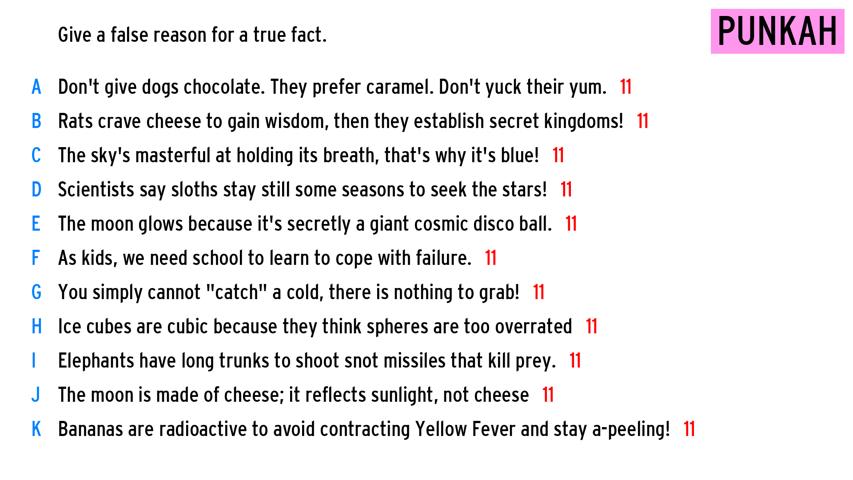 Give a false reason for a true fact.
PUNKAH
A Don't give dogs chocolate. They prefer caramel. Don't yuck their yum. 11
B Rats crave cheese to gain wisdom, then they establish secret kingdoms! 11
C The sky's masterful at holding its breath, that's why it's blue! 11
D Scientists say sloths stay still some seasons to seek the stars! 11
E The moon glows because it's secretly a giant cosmic disco ball. 11
F As kids, we need school to learn to cope with failure. 11
G You simply cannot "catch" a cold, there is nothing to grab! 11
H Ice cubes are cubic because they think spheres are too overrated 11
I Elephants have long trunks to shoot snot missiles that kill prey. 11
J The moon is made of cheese; it reflects sunlight, not cheese 11
K Bananas are radioactive to avoid contracting Yellow Fever and stay a-peeling! 11